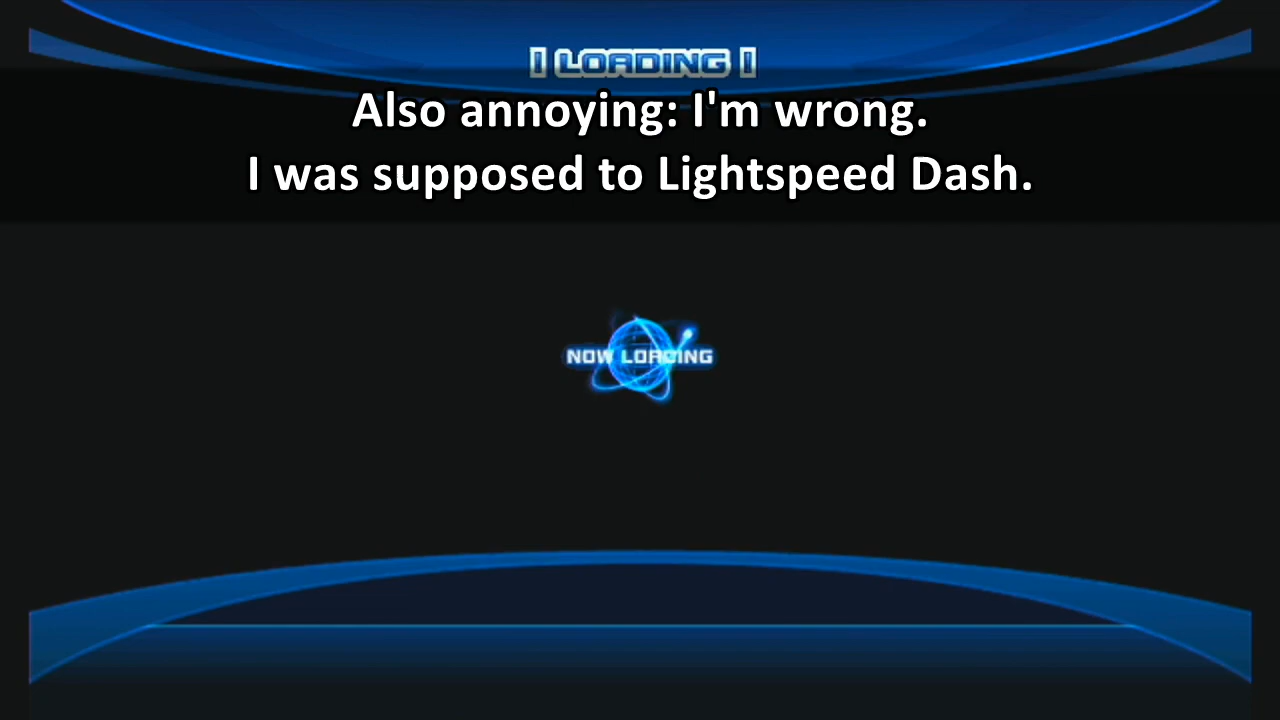 LOADING
Also annoying: I'm wrong.
I was supposed to Lightspeed Dash.
NOW LOADING